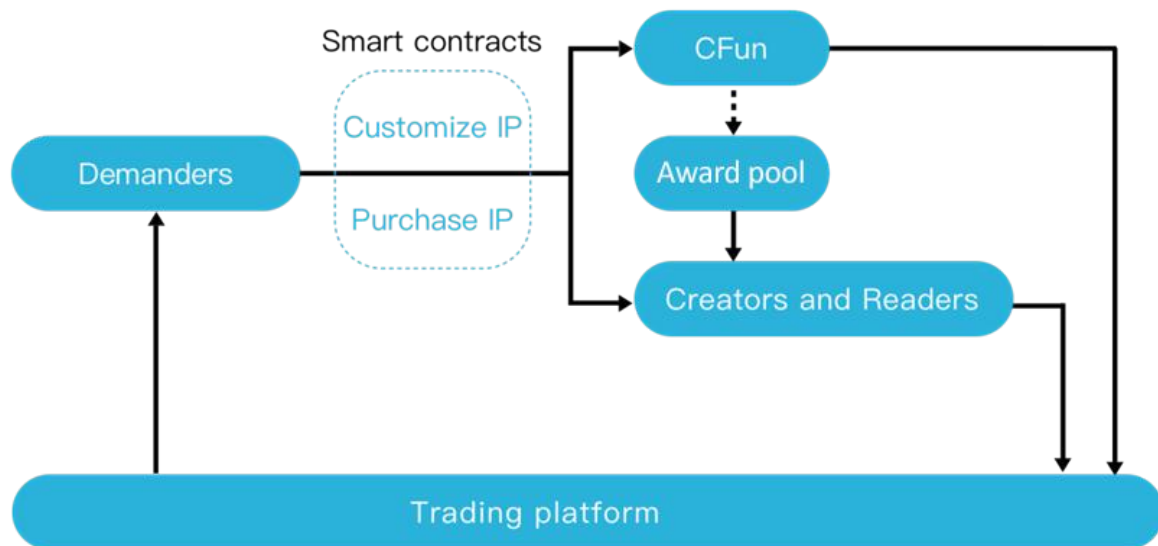 Smart contracts
CFun
Customize IP
Demanders
Award pool
Purchase IP
Creators and Readers
Trading platform